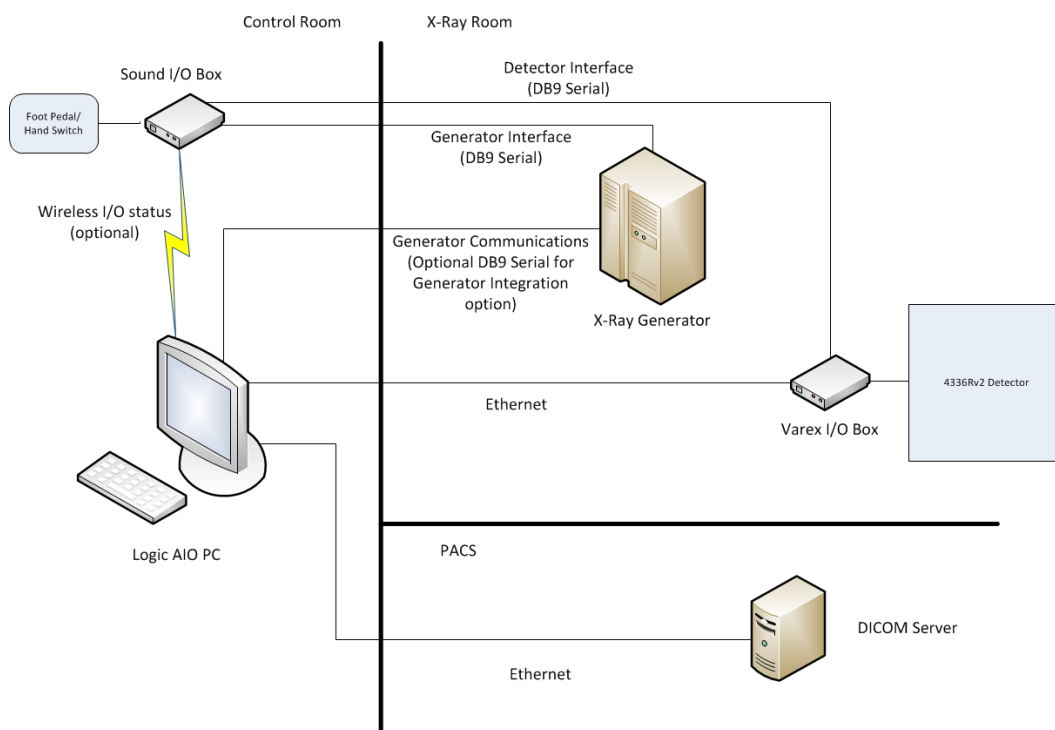 Control Room
X-Ray Room
Sound I/O Box
Foot Pedal/
Hand Switch
Detector Interface
(DB9 Serial)
Generator Interface
(DB9 Serial)
Wireless I/O status
(optional)
Generator Communications
(Optional DB9 Serial for
Generator Integration
option)
X-Ray Generator
4336Rv2 Detector
Ethernet
Varex I/O Box
Logic AIO PC
PACS
DICOM Server
Ethernet